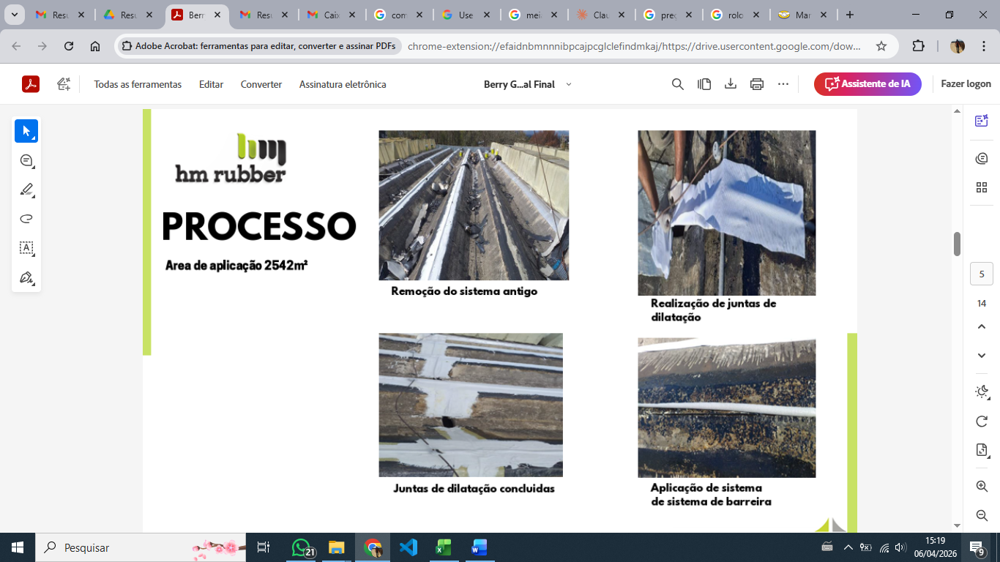 Resu
Resu
Berr
Resu
Caix
com
Use
mei
Clau
preç
rolo
Mar
Adobe Acrobat: ferramentas para editar, converter e assinar PDFs
chrome-extension://efaidnbmnnnibpcajpcglclefindmkaj/https://drive.usercontent.google.com/dow...
Todas as ferramentas
Editar
Converter
Assinatura eletrônica
Berry G...al Final
Assistente de IA
Fazer logon
hm rubber
PROCESSO
Area de aplicação 2542m²
Remoção do sistema antigo
Realização de juntas de
dilatação
Juntas de dilatação concluidas
Aplicação de sistema
de sistema de barreira
5
14
Pesquisar
21
15:19
06/04/2026
9